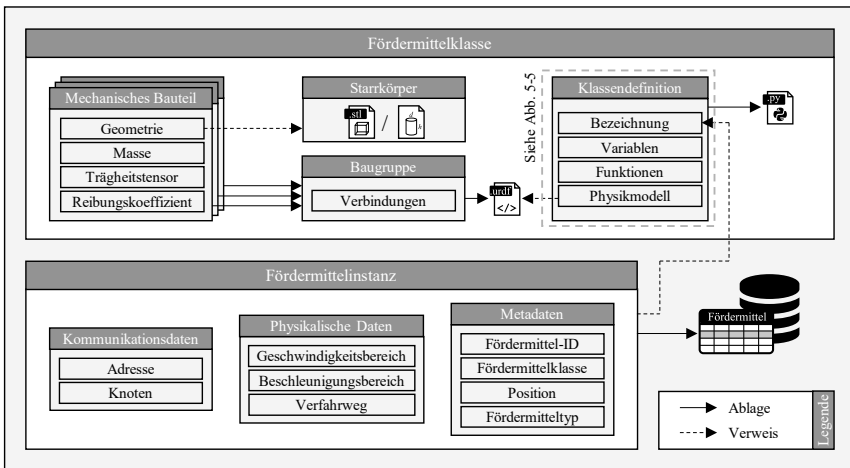 Fördermittelklasse
Mechanisches Bauteil
Geometrie
Masse
Trägheitstensor
Reibungskoeffizient
Starrkörper
.stl
/
d
h
Baugruppe
Verbindungen
.urdf
</>
Siehe Abb. 5-5
Klassendefinition
Bezeichnung
Variablen
Funktionen
Physikmodell
.py
Fördermittelinstanz
Kommunikationsdaten
Adresse
Knoten
Physikalische Daten
Geschwindigkeitsbereich
Beschleunigungsbereich
Verfahrweg
Metadaten
Fördermittel-ID
Fördermittelklasse
Position
Fördermitteltyp
Fördermittel
Ablage
Verweis
Legende